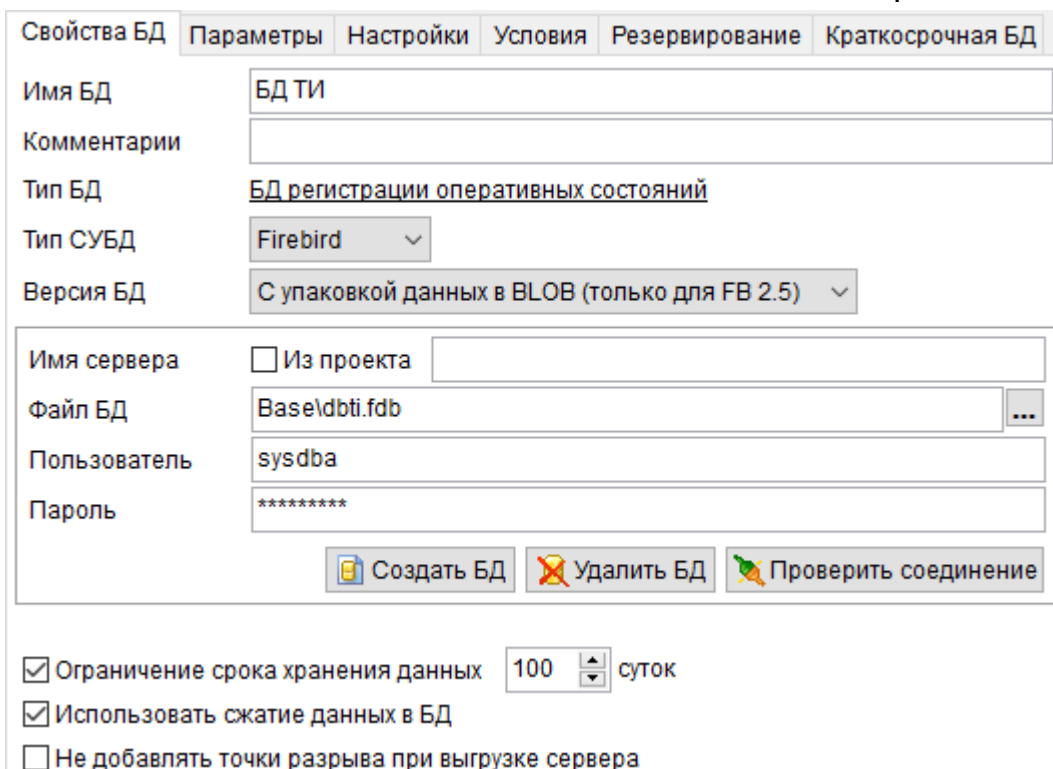 Свойства БД Параметры Настройки Условия Резервирование Краткосрочная БД
Имя БД БД ТИ
Комментарии
Тип БД БД регистрации оперативных состояний
Тип СУБД Firebird
Версия БД С упаковкой данных в BLOB (только для FB 2.5)
Имя сервера Из проекта
Файл БД Base\dbti.fdb ...
Пользователь sysdba
Пароль *********
Создать БД Удалить БД Проверить соединение
Ограничение срока хранения данных 100 суток
Использовать сжатие данных в БД
Не добавлять точки разрыва при выгрузке сервера